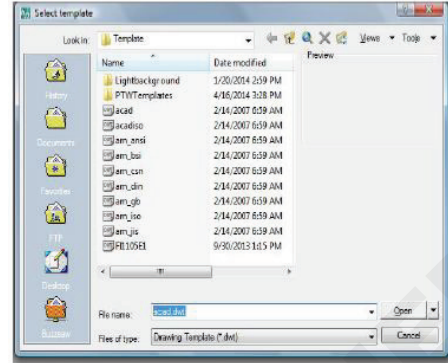 Select template
Look in: Template Views Tools
Name Date modified Preview
Lightbackground 1/20/2014 2:59 PM
PTWTemplates 4/16/2014 3:28 PM
acad 2/14/2007 6:59 AM
acadiso 2/14/2007 6:59 AM
am_ansi 2/14/2007 6:59 AM
am_bsi 2/14/2007 6:59 AM
am_csn 2/14/2007 6:59 AM
am_din 2/14/2007 6:59 AM
am_gb 2/14/2007 6:59 AM
am_iso 2/14/2007 6:59 AM
am_jis 2/14/2007 6:59 AM
FI1105E1 9/30/2013 1:15 PM
History
Documents
Favorites
FTP
Desktop
Buzzsaw
File name: acad.dwt Open
Files of type: Drawing Template (*.dwt) Cancel